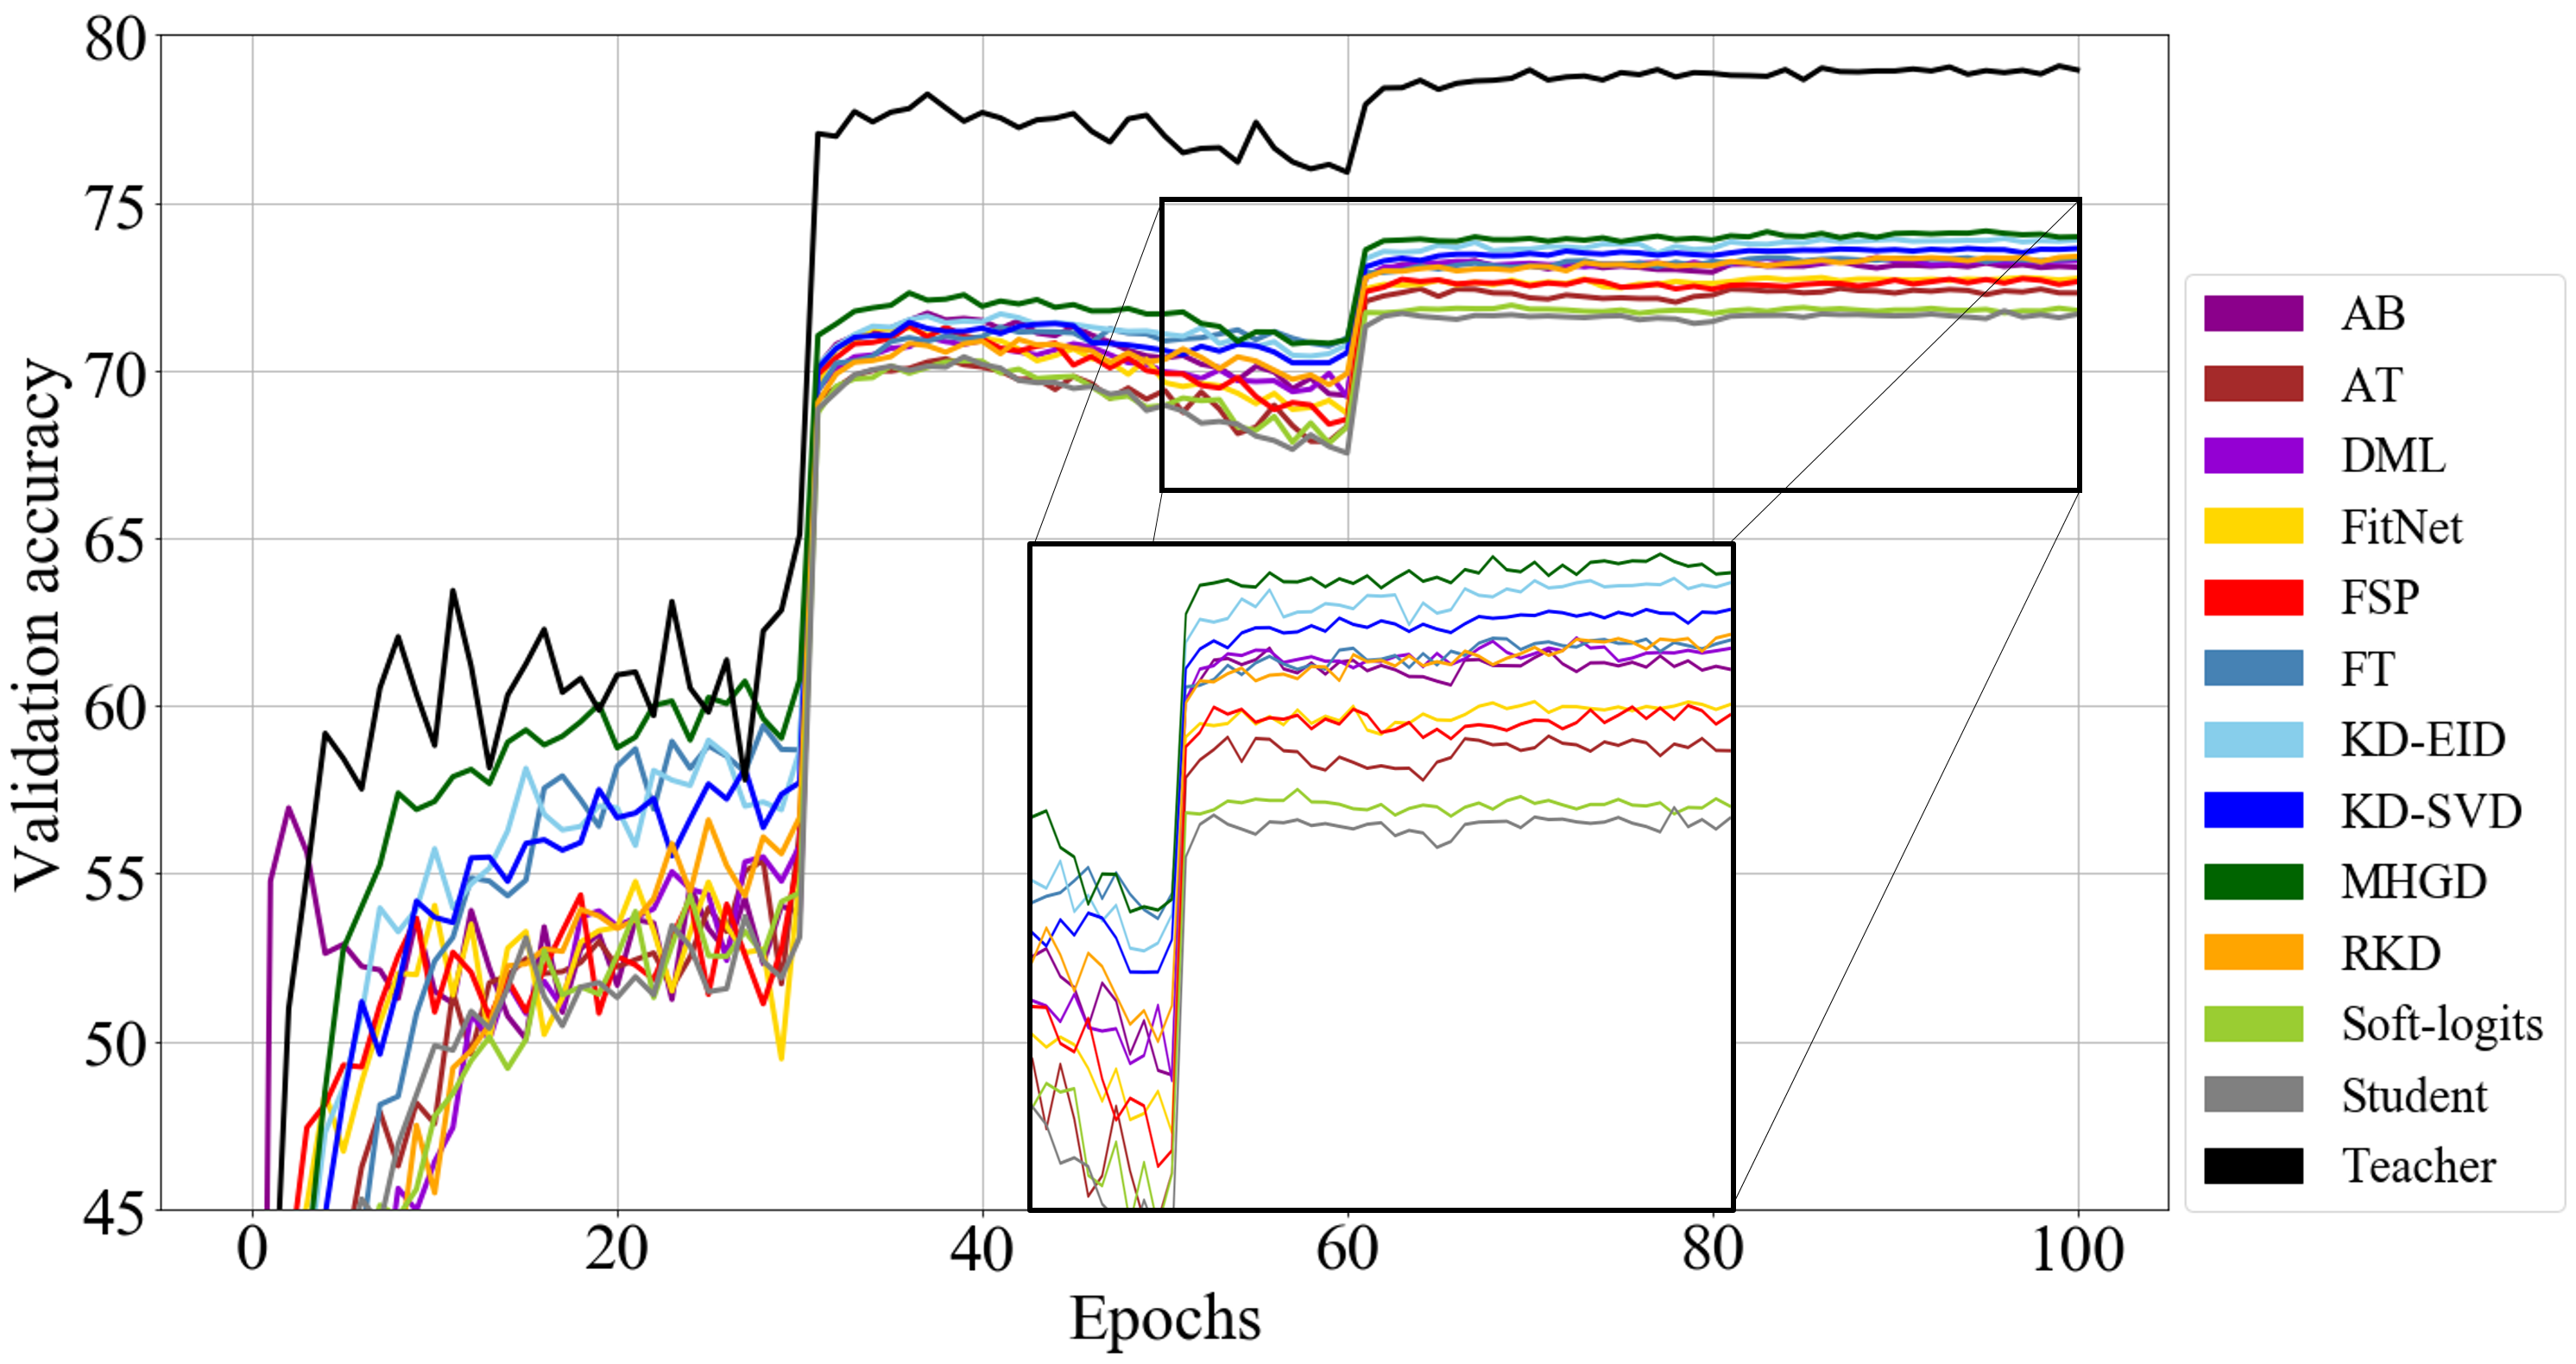 80
75
70
65
60
55
50
45
Validation accuracy
0 20 40 60 80 100
Epochs
AB
AT
DML
FitNet
FSP
FT
KD-EID
KD-SVD
MHGD
RKD
Soft-logits
Student
Teacher